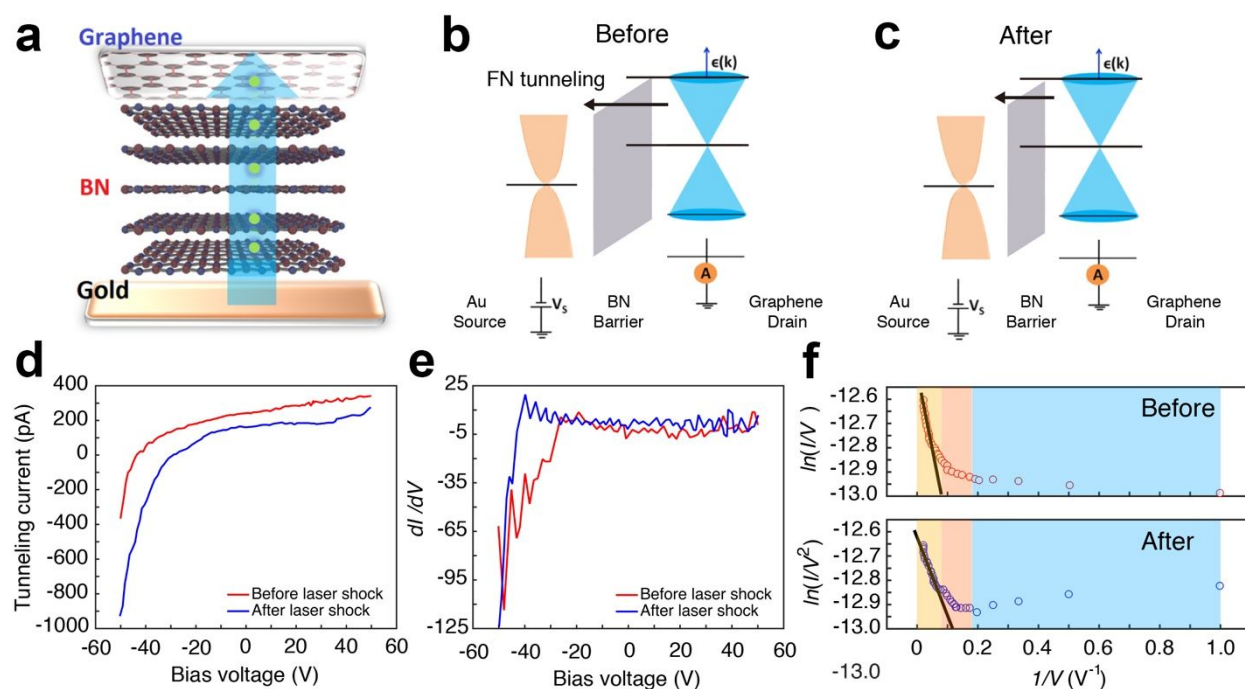 a
Graphene
BN
Gold
b
Before
FN tunneling
ϵ(k)
A
V_S
Au
Source
BN
Barrier
Graphene
Drain
c
After
ϵ(k)
A
V_S
Au
Source
BN
Barrier
Graphene
Drain
d
400
200
0
-200
-400
-600
-800
-1000
Tunneling current (pA)
Before laser shock
After laser shock
-60 -40 -20 0 20 40 60
Bias voltage (V)
e
25
-5
-35
-65
-95
-125
dI/dV
Before laser shock
After laser shock
-60 -40 -20 0 20 40 60
Bias voltage (V)
f
-12.6
-12.7
-12.8
-12.9
-13.0
ln(I/V)
Before
-12.6
-12.7
-12.8
-12.9
-13.0
ln(I/V²)
After
-13.0
0 0.2 0.4 0.6 0.8 1.0
1/V (V⁻¹)